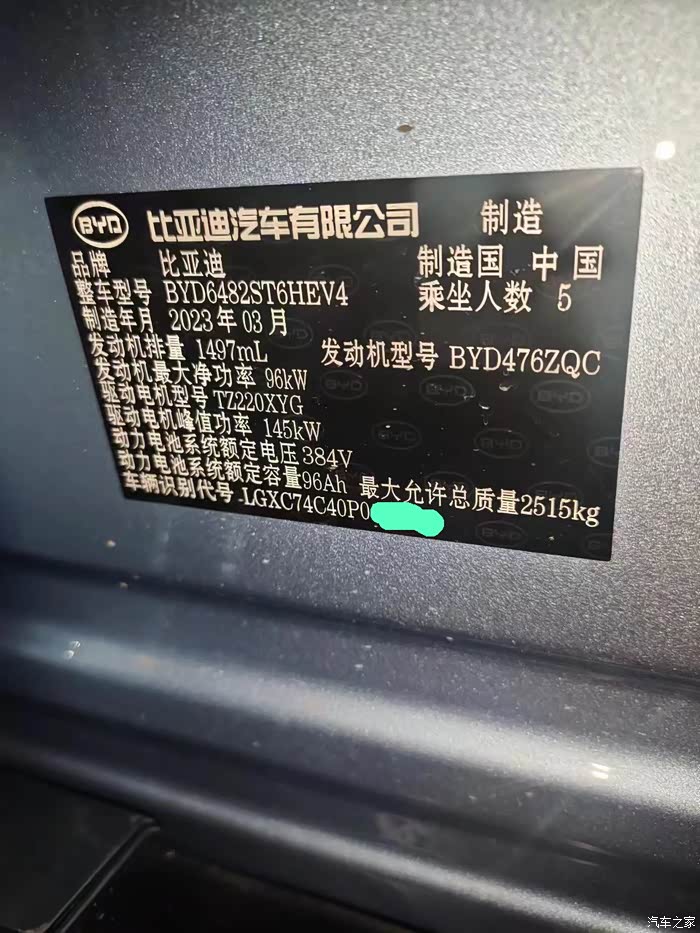 BYD 比亚迪汽车有限公司 制造
品牌 比亚迪 制造国 中国
整车型号 BYD6482ST6HEV4 乘坐人数 5
制造年月 2023年03月
发动机排量 1497mL 发动机型号 BYD476ZQC
发动机最大净功率 96kW
驱动电机型号 TZ220XYG
驱动电机峰值功率 145kW
动力电池系统额定电压 384V
动力电池系统额定容量 96Ah 最大允许总质量2515kg
车辆识别代号 LGXC74C40P0
汽车之家